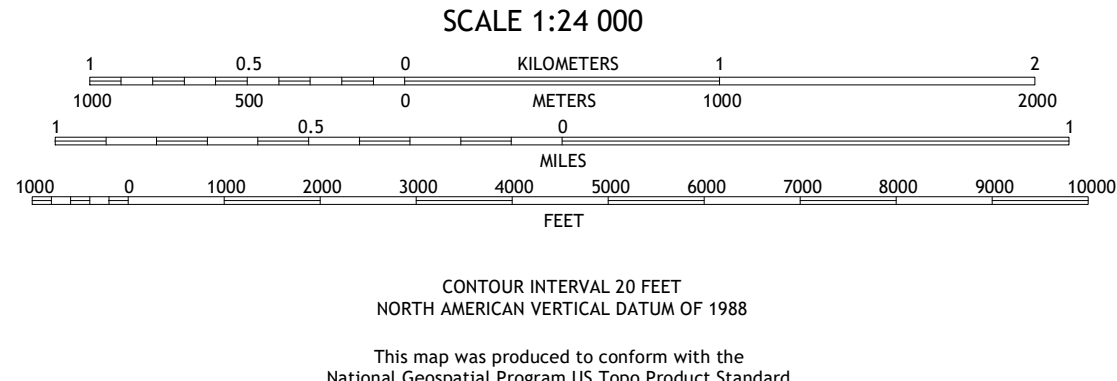 SCALE 1:24 000
1 0.5 0 KILOMETERS 1 2
1000 500 0 METERS 1000 2000
1 0.5 0 1
MILES
1000 0 1000 2000 3000 4000 5000 6000 7000 8000 9000 10000
FEET
CONTOUR INTERVAL 20 FEET
NORTH AMERICAN VERTICAL DATUM OF 1988
This map was produced to conform with the
National Geospatial Program US Topo Product Standard